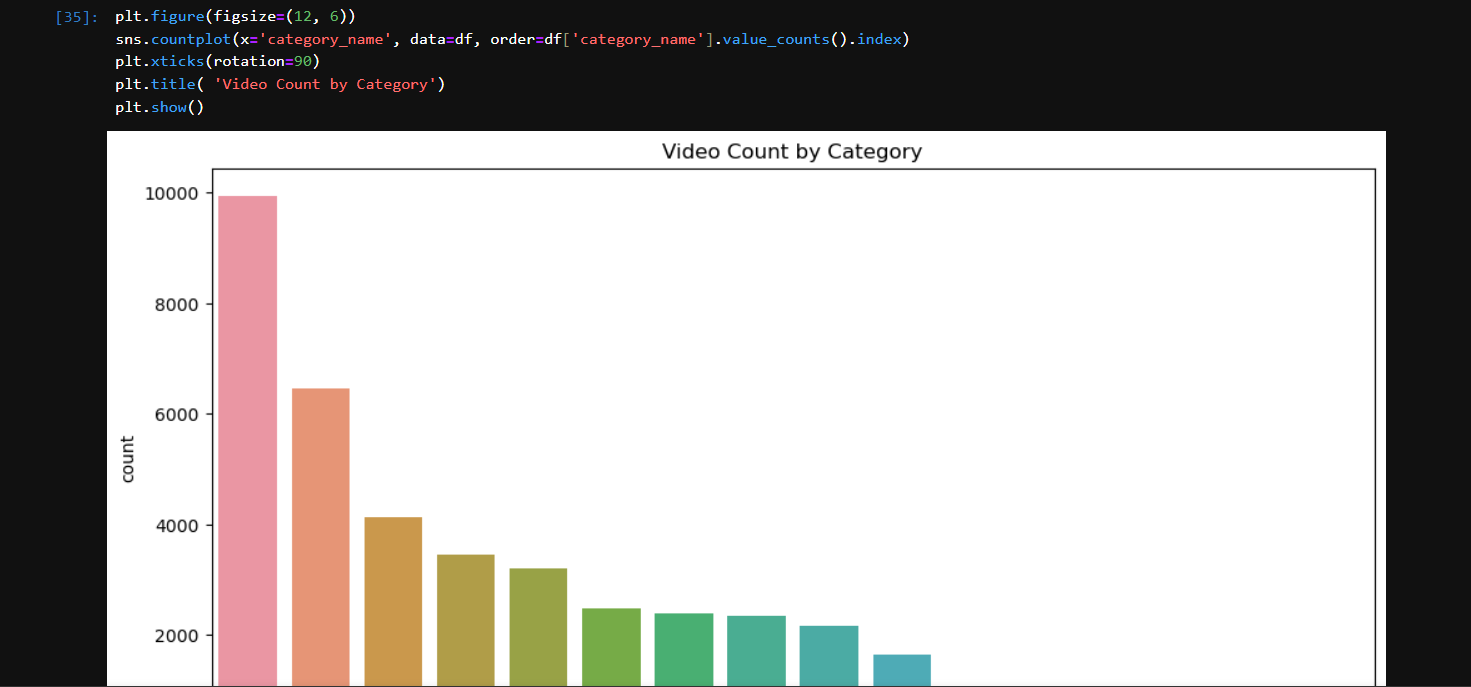 [35]: plt.figure(figsize=(12, 6))
sns.countplot(x='category_name', data=df, order=df['category_name'].value_counts().index)
plt.xticks(rotation=90)
plt.title( 'Video Count by Category')
plt.show()
Video Count by Category
10000
8000
6000
count
4000
2000